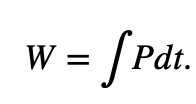 W = ∫Pdt.